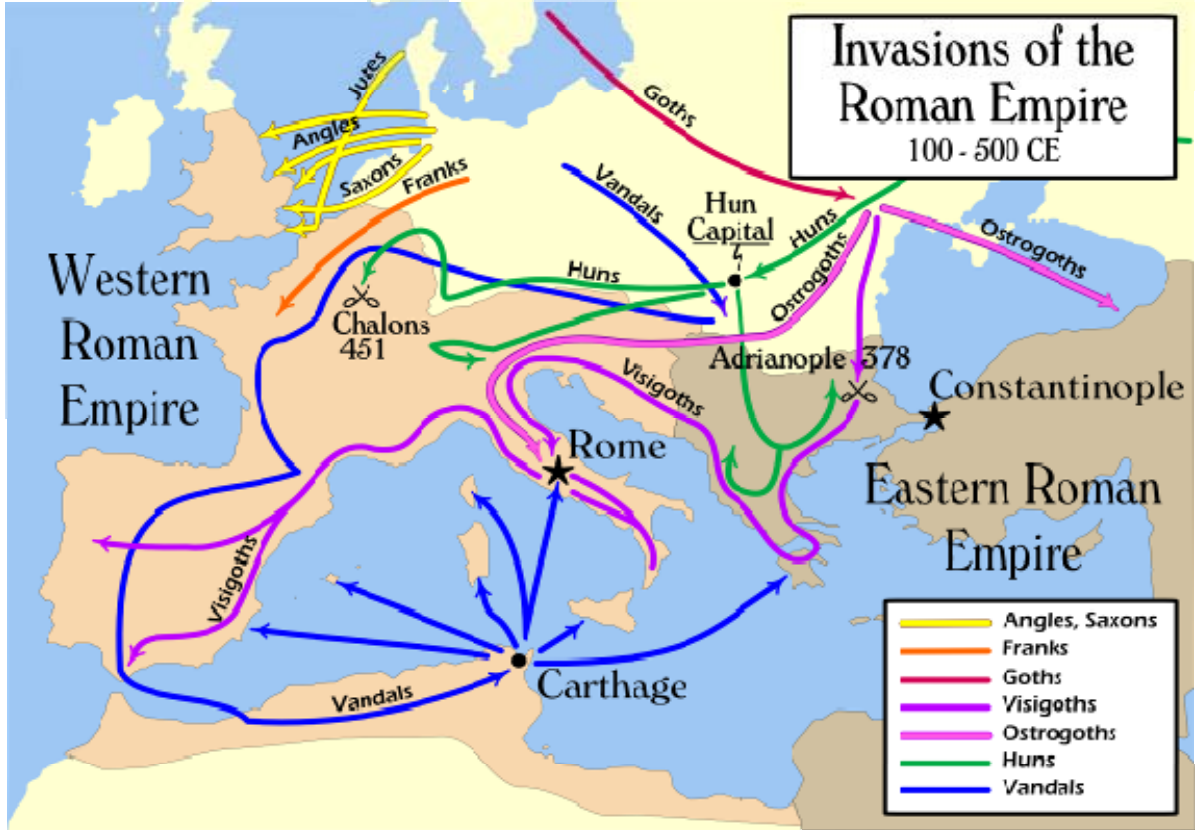 Invasions of the
Roman Empire
100 - 500 CE
Jutes
Angles
Saxons
Franks
Goths
Vandals
Hun
Capital
Huns
Ostrogoths
Ostrogoths
Huns
Western
Roman
Empire
Chalons
451
Adrianople 378
Visigoths
Constantinople
Rome
Eastern Roman
Empire
Visigoths
Vandals
Carthage
Angles, Saxons
Franks
Goths
Visigoths
Ostrogoths
Huns
Vandals